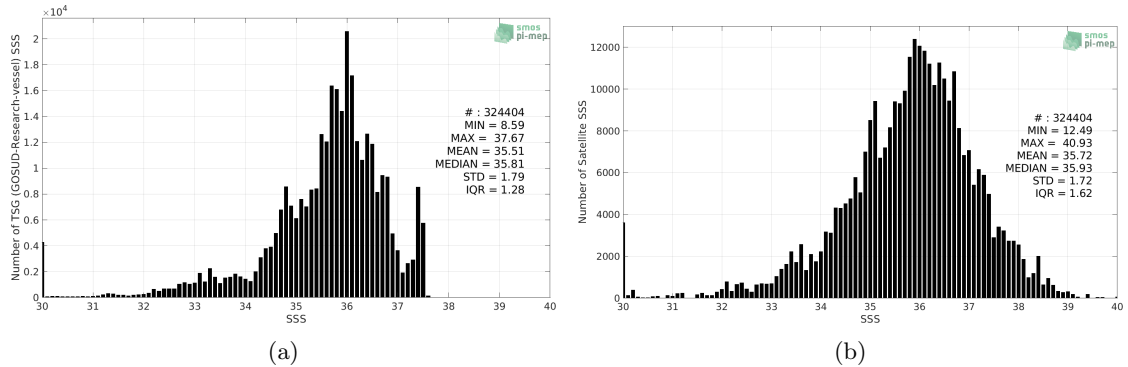 ×10⁴
smos
pi-mep
Number of TSG (GOSUD-Research-vessel) SSS
2
1.8
1.6
1.4
1.2
1
0.8
0.6
0.4
0.2
0
# : 324404
MIN = 8.59
MAX = 37.67
MEAN = 35.51
MEDIAN = 35.81
STD = 1.79
IQR = 1.28
30 31 32 33 34 35 36 37 38 39 40
SSS
(a)
smos
pi-mep
Number of Satellite SSS
12000
10000
8000
6000
4000
2000
0
# : 324404
MIN = 12.49
MAX = 40.93
MEAN = 35.72
MEDIAN = 35.93
STD = 1.72
IQR = 1.62
30 31 32 33 34 35 36 37 38 39 40
SSS
(b)